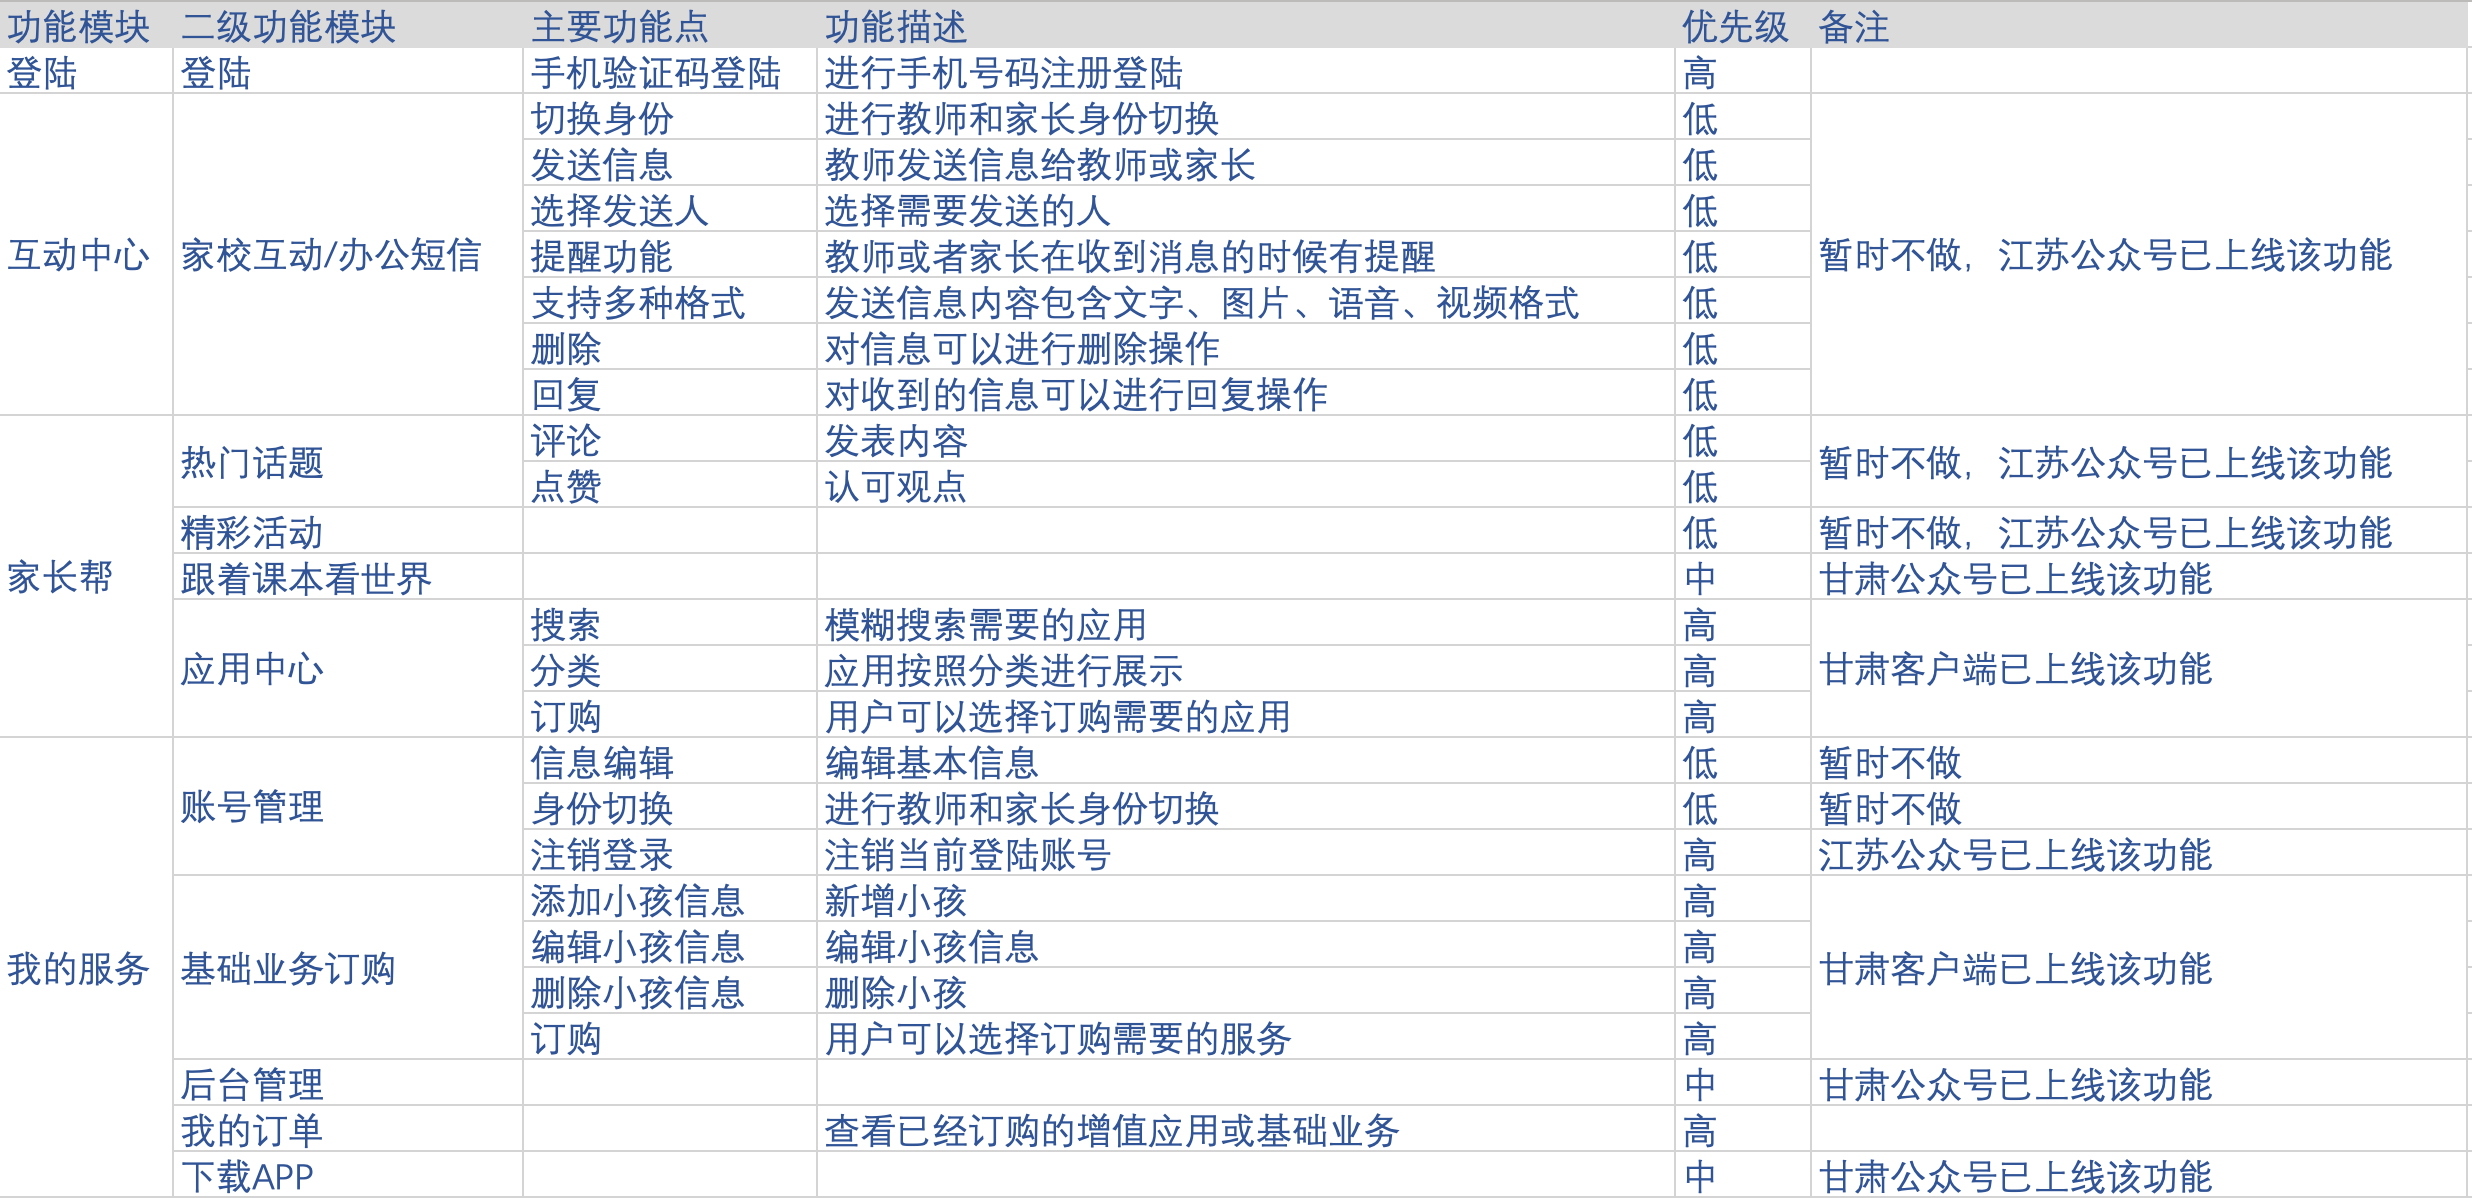 功能模块 二级功能模块 主要功能点 功能描述 优先级 备注
登陆 登陆 手机验证码登陆 进行手机号码注册登陆 高
互动中心 家校互动/办公短信 切换身份 进行教师和家长身份切换 低 暂时不做，江苏公众号已上线该功能
发送信息 教师发送信息给教师或家长 低
选择发送人 选择需要发送的人 低
提醒功能 教师或者家长在收到消息的时候有提醒 低
支持多种格式 发送信息内容包含文字、图片、语音、视频格式 低
删除 对信息可以进行删除操作 低
回复 对收到的信息可以进行回复操作 低
家长帮 热门话题 评论 发表内容 低 暂时不做，江苏公众号已上线该功能
点赞 认可观点 低
精彩活动 低 暂时不做，江苏公众号已上线该功能
跟着课本看世界 中 甘肃公众号已上线该功能
应用中心 搜索 模糊搜索需要的应用 高 甘肃客户端已上线该功能
分类 应用按照分类进行展示 高
订购 用户可以选择订购需要的应用 高
我的服务 账号管理 信息编辑 编辑基本信息 低 暂时不做
身份切换 进行教师和家长身份切换 低 暂时不做
注销登录 注销当前登陆账号 高 江苏公众号已上线该功能
基础业务订购 添加小孩信息 新增小孩 高 甘肃客户端已上线该功能
编辑小孩信息 编辑小孩信息 高
删除小孩信息 删除小孩 高
订购 用户可以选择订购需要的服务 高
后台管理 中 甘肃公众号已上线该功能
我的订单 查看已经订购的增值应用或基础业务 高
下载APP 中 甘肃公众号已上线该功能